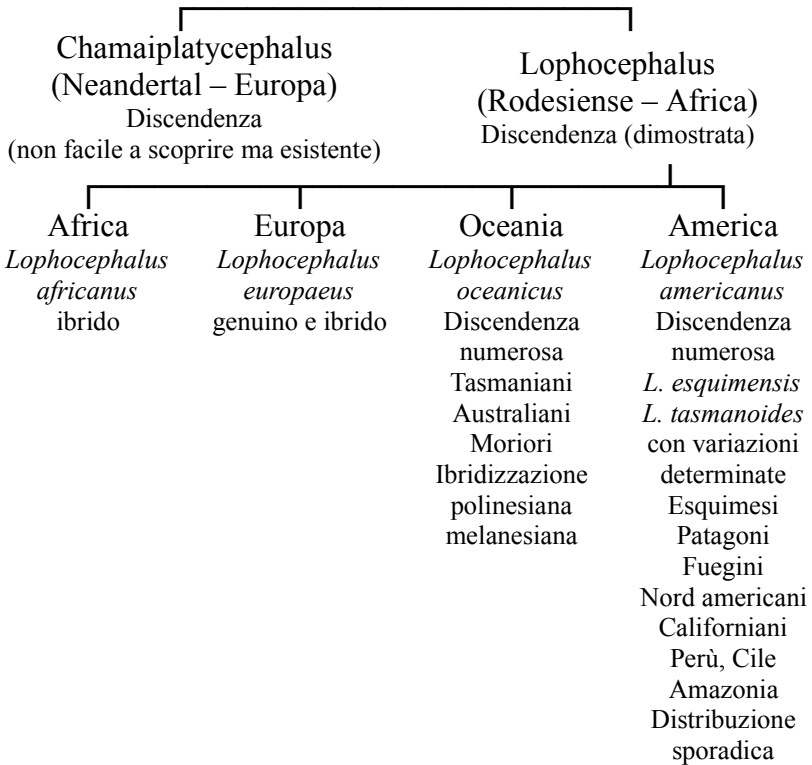 Chamaiplatycephalus
(Neandertal – Europa)
Discendenza
(non facile a scoprire ma esistente)
Lophocephalus
(Rodesiense – Africa)
Discendenza (dimostrata)
Africa
Lophocephalus
africanus
ibrido
Europa
Lophocephalus
europaeus
genuino e ibrido
Oceania
Lophocephalus
oceanicus
Discendenza
numerosa
Tasmaniani
Australiani
Moriori
Ibridizzazione
polinesiana
melanesiana
America
Lophocephalus
americanus
Discendenza
numerosa
L. esquimensis
L. tasmanoides
con variazioni
determinate
Esquimesi
Patagoni
Fuegini
Nord americani
Californiani
Perù, Cile
Amazonia
Distribuzione
sporadica